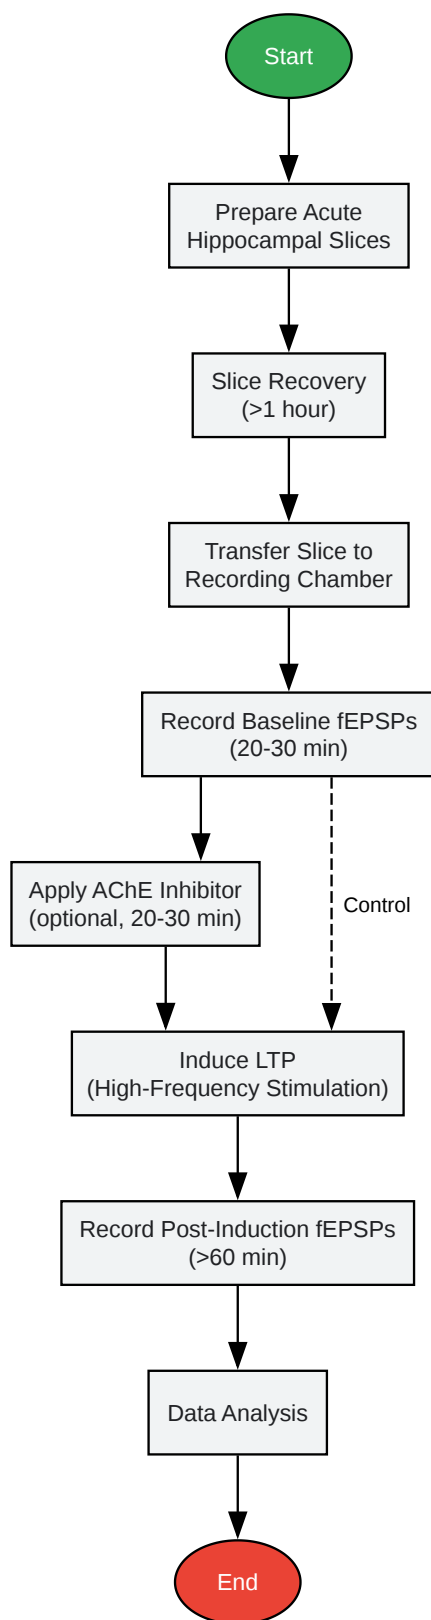 Start
Prepare Acute
Hippocampal Slices
Slice Recovery
(>1 hour)
Transfer Slice to
Recording Chamber
Record Baseline fEPSPs
(20-30 min)
Apply AChE Inhibitor
(optional, 20-30 min)
Control
Induce LTP
(High-Frequency Stimulation)
Record Post-Induction fEPSPs
(>60 min)
Data Analysis
End